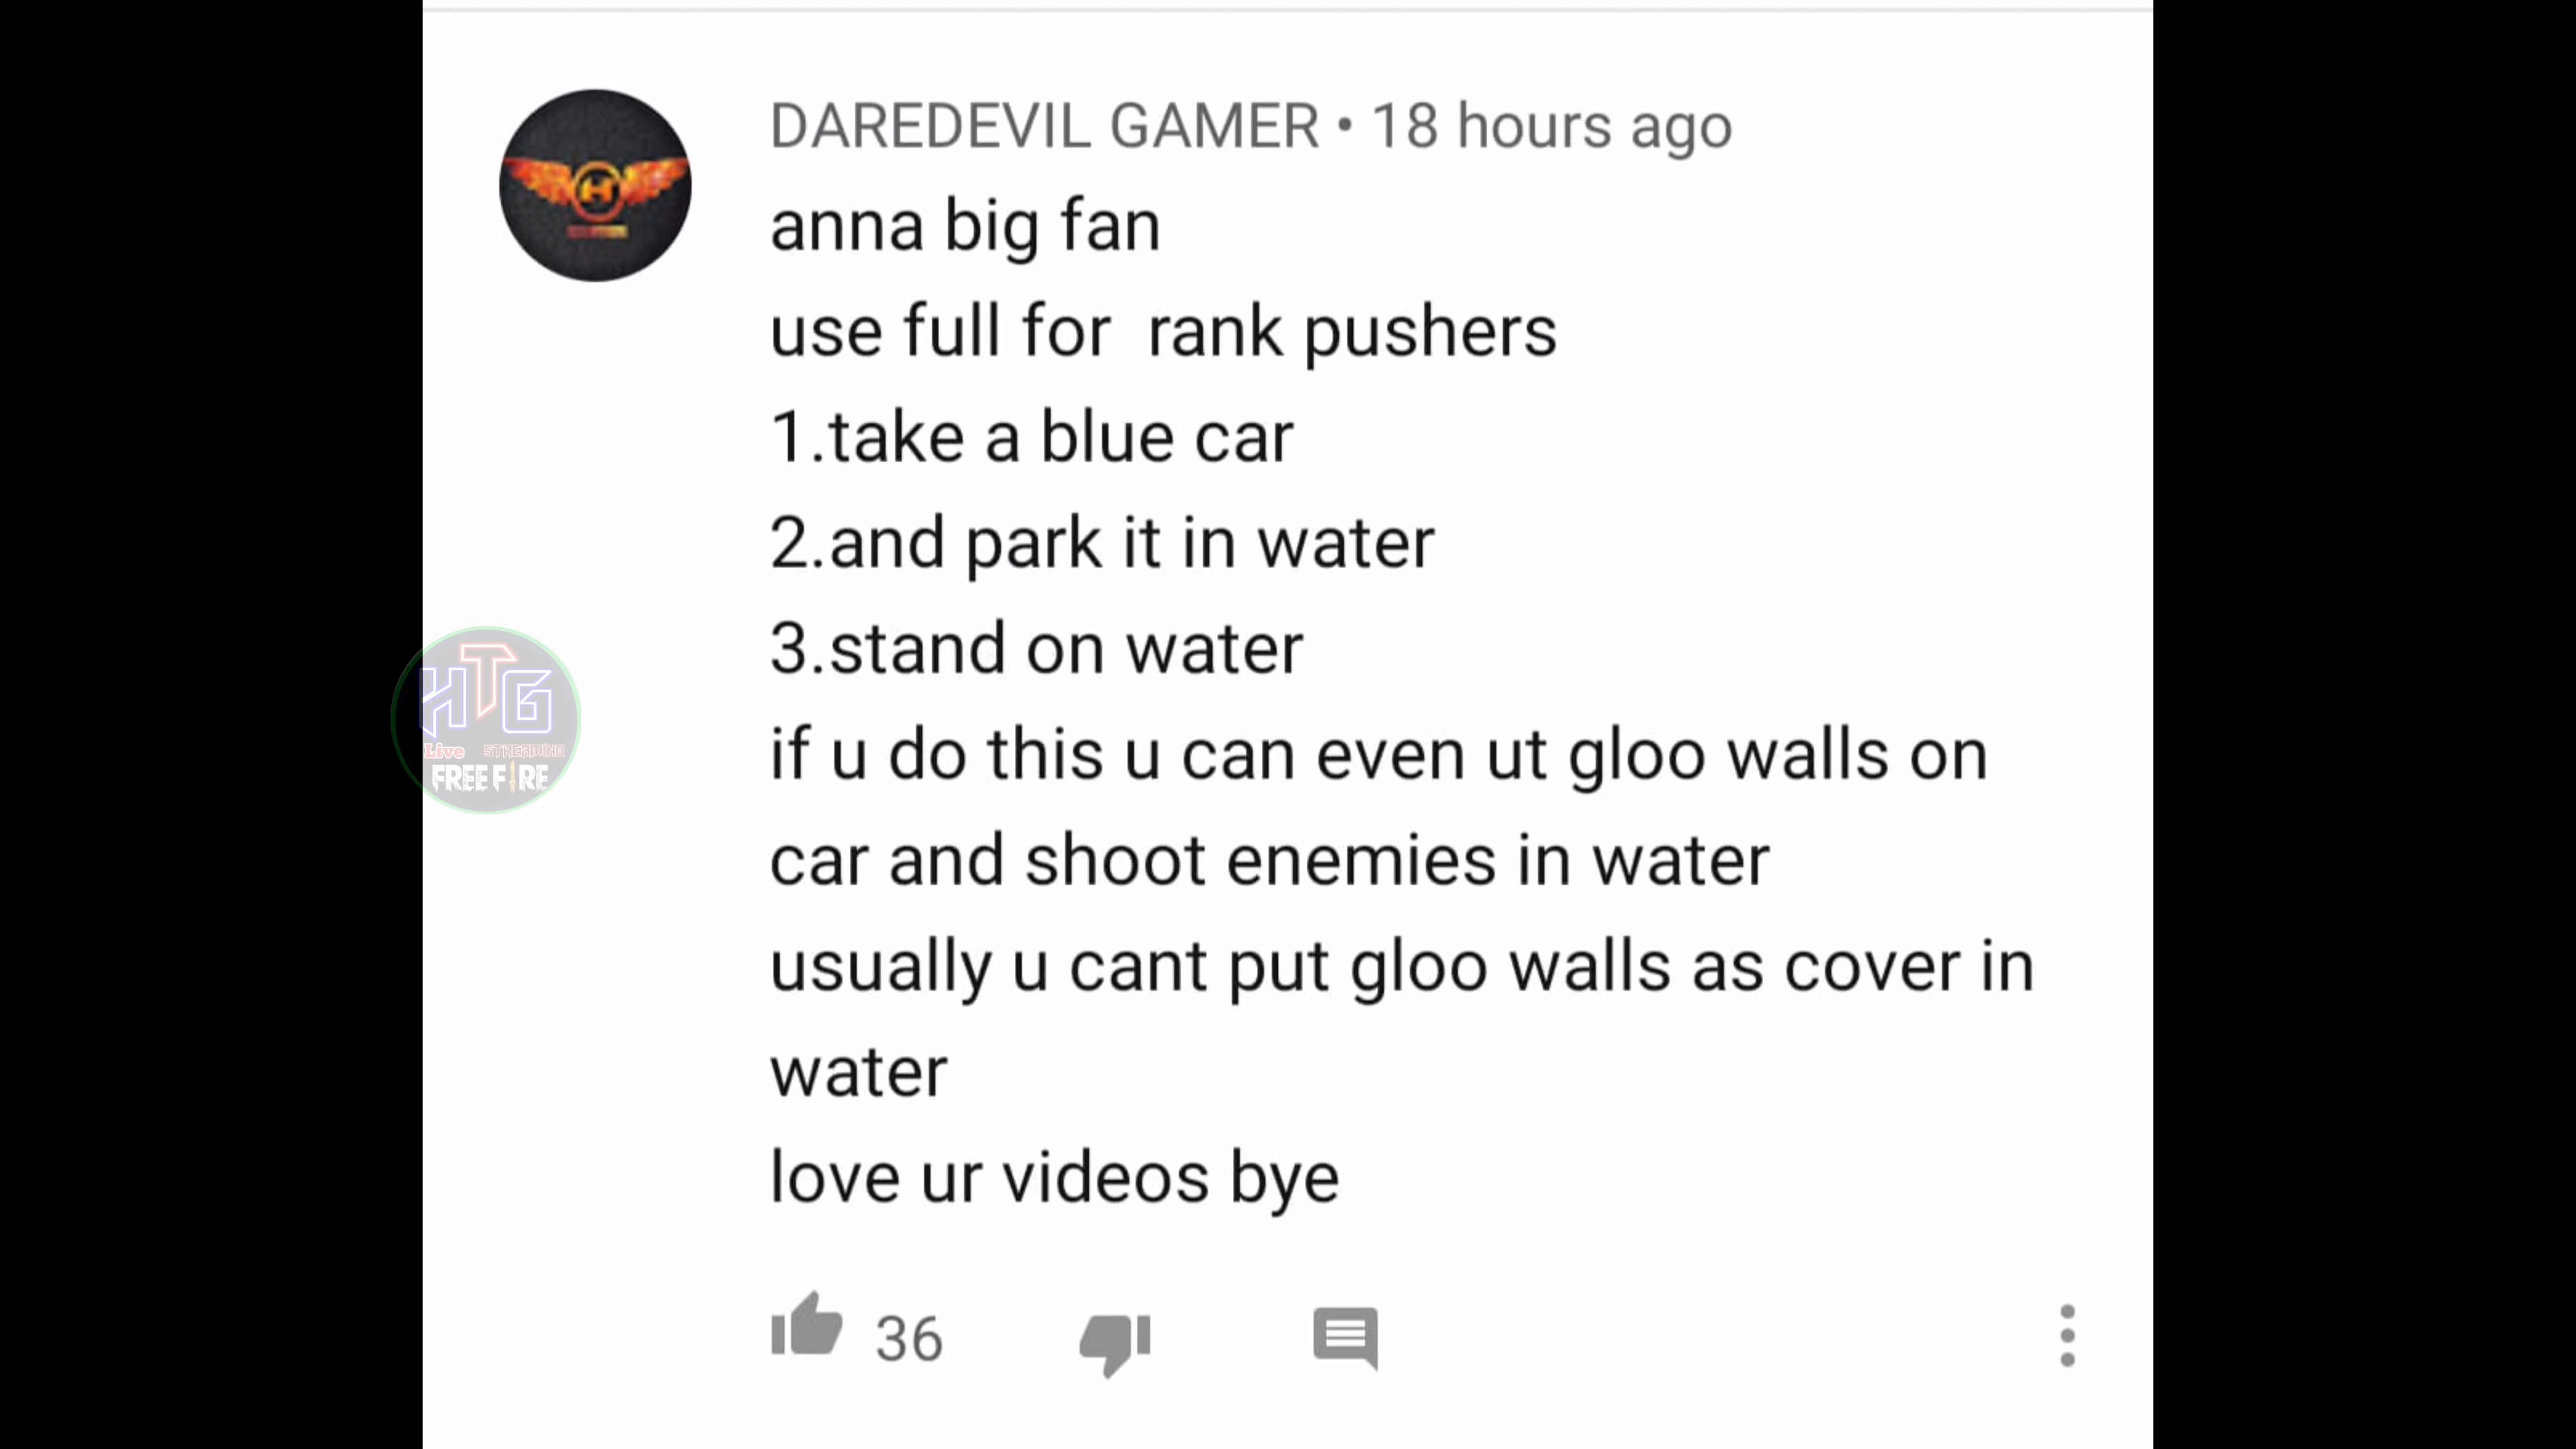 DAREDEVIL GAMER • 18 hours ago
anna big fan
use full for  rank pushers
1.take a blue car
2.and park it in water
3.stand on water
if u do this u can even ut gloo walls on
car and shoot enemies in water
usually u cant put gloo walls as cover in
water
love ur videos bye
36
HTG
Live STREAMING
FREE FIRE